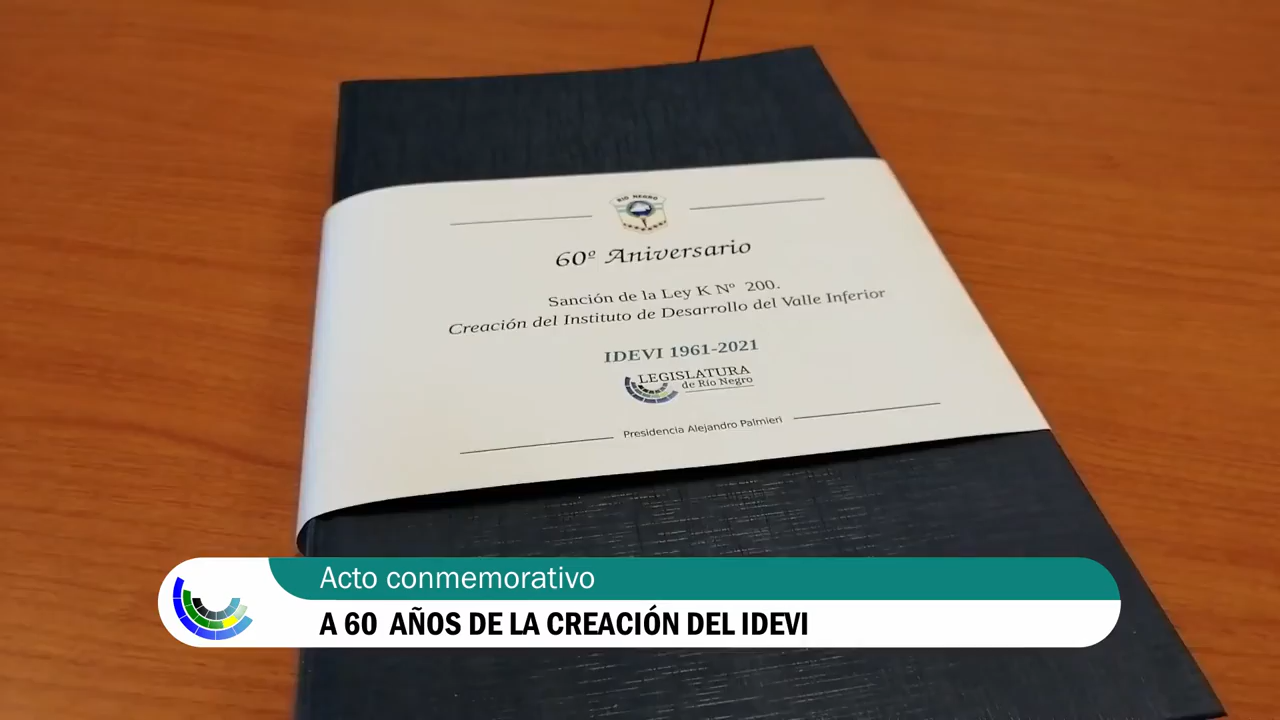 RIO NEGRO
60º Aniversario
Sanción de la Ley K Nº 200.
Creación del Instituto de Desarrollo del Valle Inferior
IDEVI 1961-2021
LEGISLATURA
de Río Negro
Presidencia Alejandro Palmieri
Acto conmemorativo
A 60 AÑOS DE LA CREACIÓN DEL IDEVI